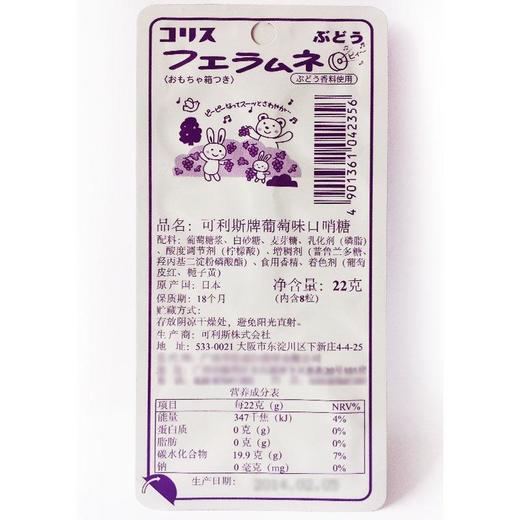 コリス ぶどう
フエラムネ
〈おもちゃ箱つき〉 ぶどう香料使用
ピーピーなってスーッとさわやか〜
4 901361 042356
品名：可利斯牌葡萄味口哨糖
配料：葡萄糖浆、白砂糖、麦芽糖、乳化剂（磷脂）
、酸度调节剂（柠檬酸）、增稠剂（普鲁兰多糖、
羟丙基二淀粉磷酸酯）、食用香精、着色剂（葡萄
皮红、栀子黄）
原产国：日本 净含量：22克
保质期：18个月 （内含8粒）
贮藏方式：
存放阴凉干燥处，避免阳光直射。
生产商：可利斯株式会社
地 址：533-0021 大阪市东淀川区下新庄4-4-25
营养成分表
项目 每22克（g） NRV%
能量 347千焦（kJ） 4%
蛋白质 0克（g） 0%
脂肪 0克（g） 0%
碳水化合物 19.9克（g） 7%
钠 0毫克（mg） 0%
生产日期： 2014.02.05